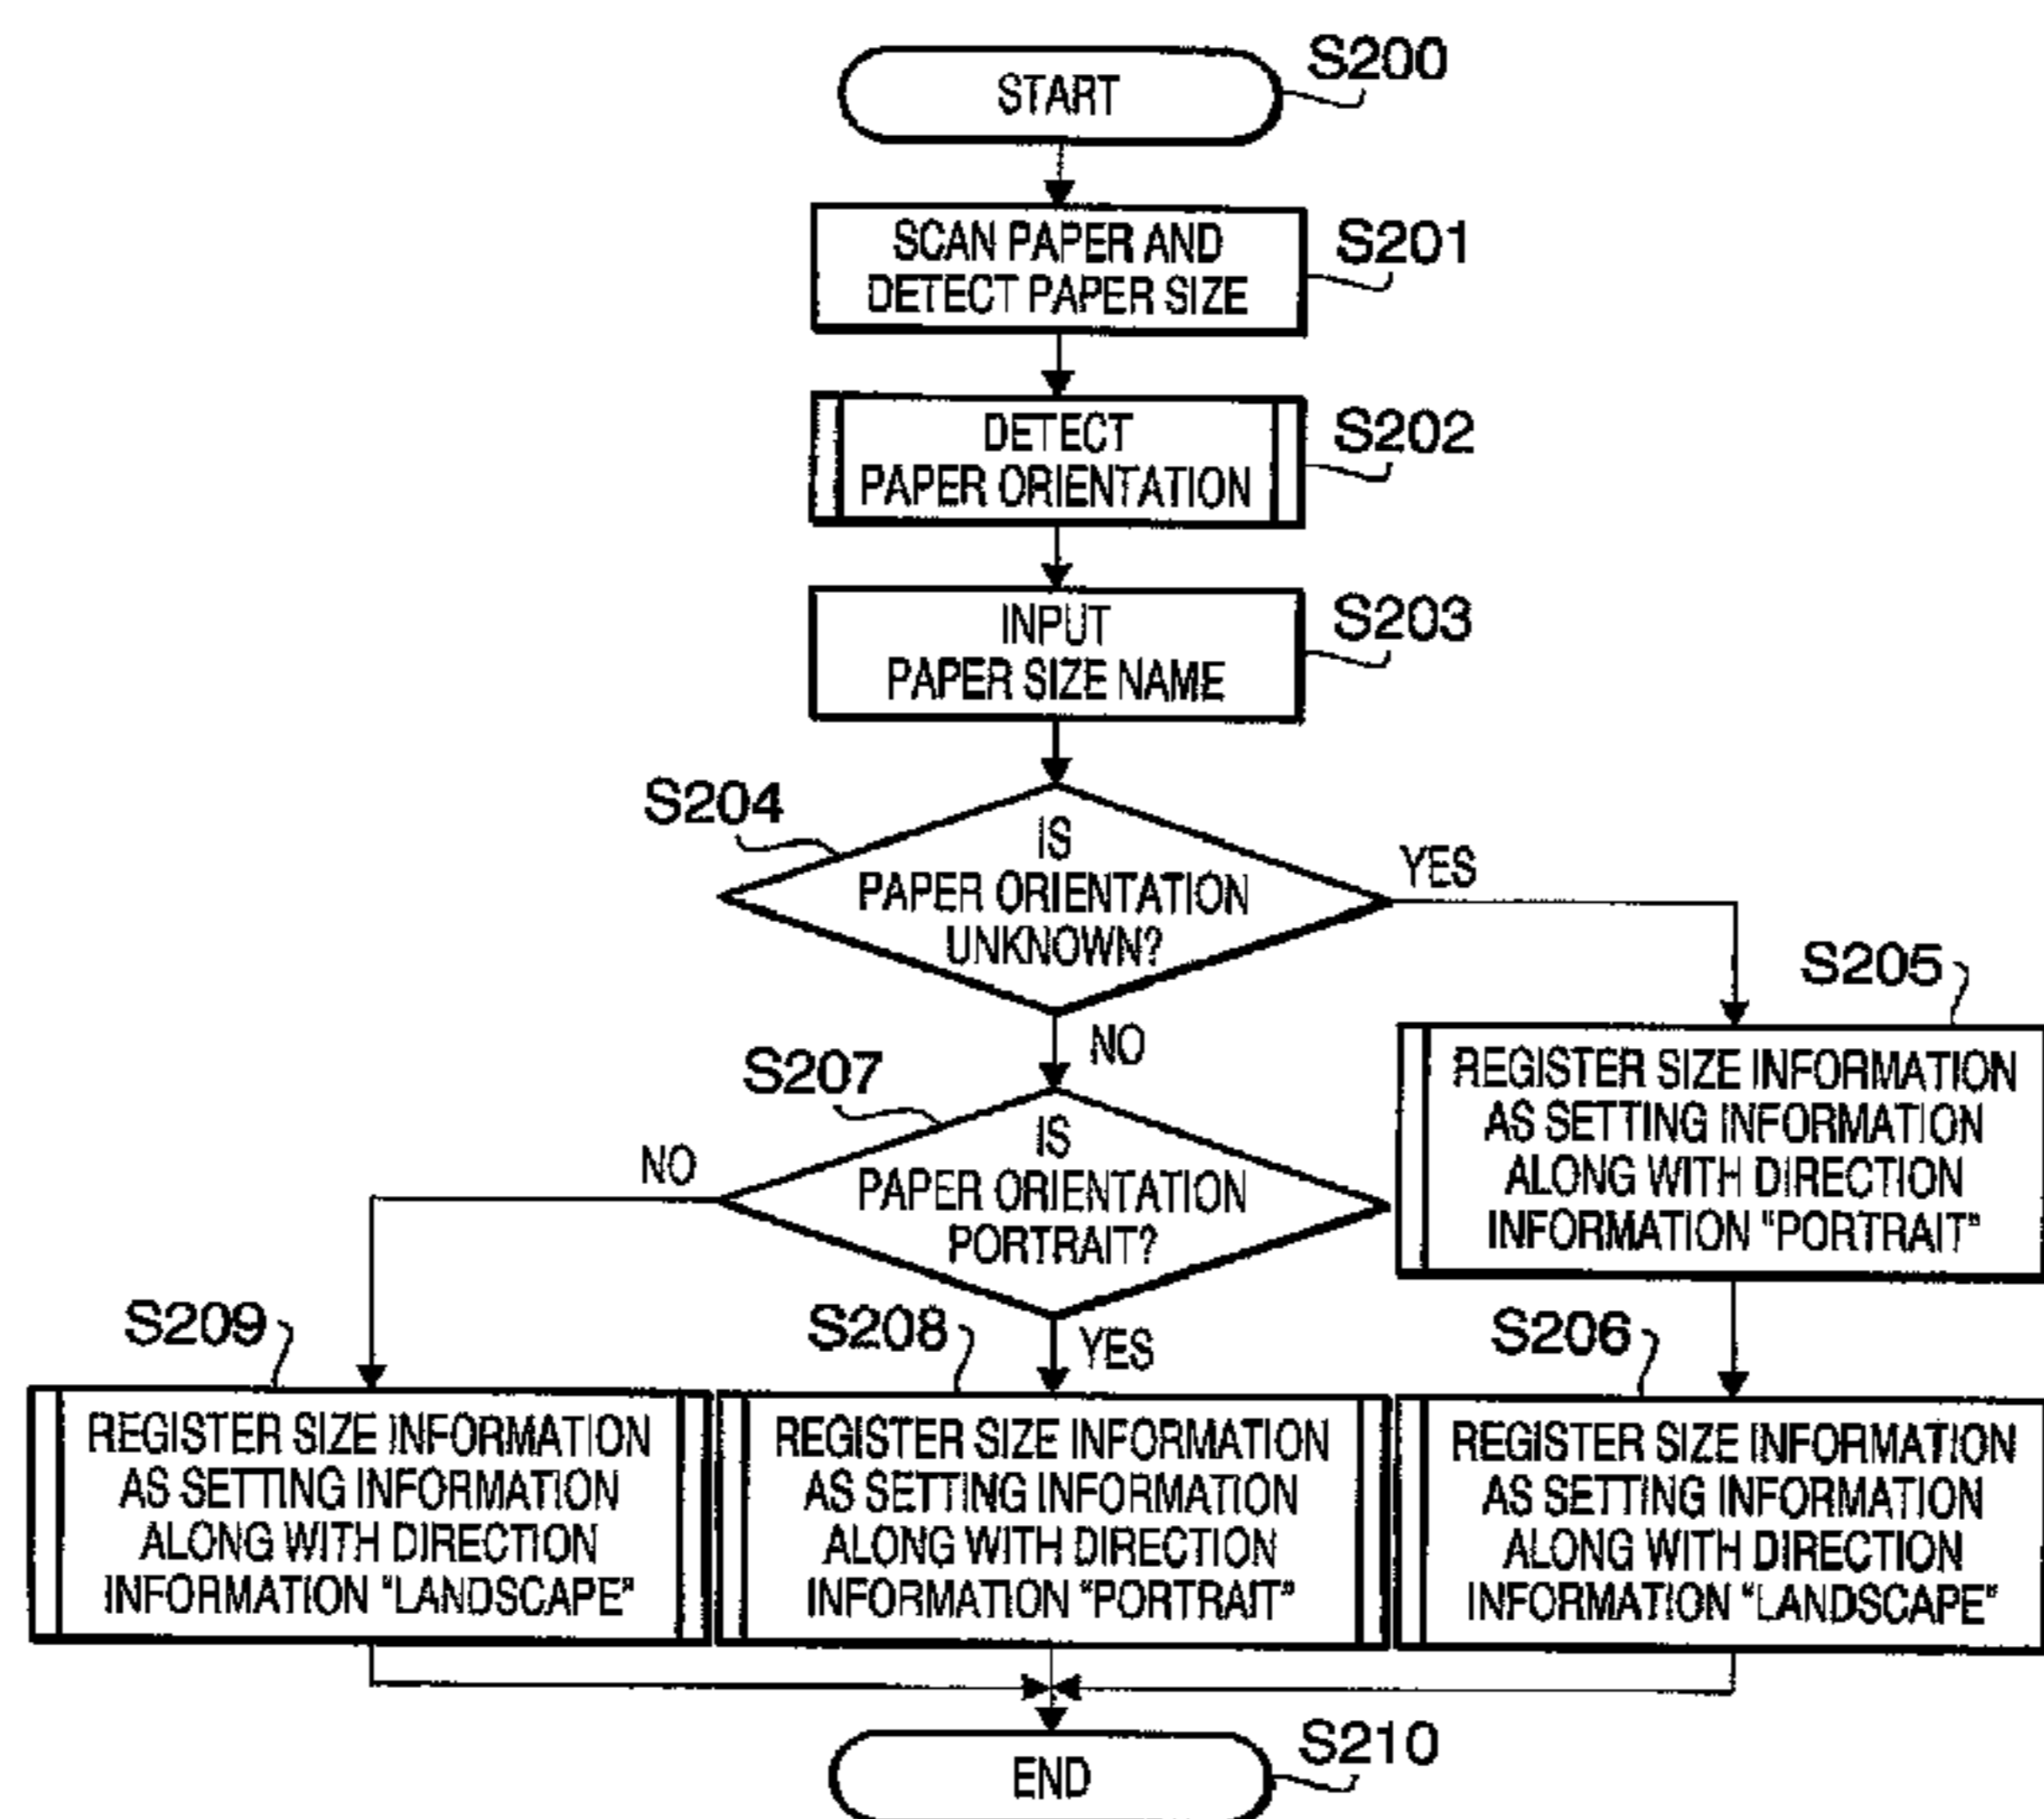 S200
START
S201
SCAN PAPER AND
DETECT PAPER SIZE
S202
DETECT
PAPER ORIENTATION
S203
INPUT
PAPER SIZE NAME
S204
IS
PAPER ORIENTATION
UNKNOWN?
YES
NO
S205
REGISTER SIZE INFORMATION
AS SETTING INFORMATION
ALONG WITH DIRECTION
INFORMATION "PORTRAIT"
S207
IS
PAPER ORIENTATION
PORTRAIT?
NO
YES
S209
REGISTER SIZE INFORMATION
AS SETTING INFORMATION
ALONG WITH DIRECTION
INFORMATION "LANDSCAPE"
S208
REGISTER SIZE INFORMATION
AS SETTING INFORMATION
ALONG WITH DIRECTION
INFORMATION "PORTRAIT"
S206
REGISTER SIZE INFORMATION
AS SETTING INFORMATION
ALONG WITH DIRECTION
INFORMATION "LANDSCAPE"
S210
END